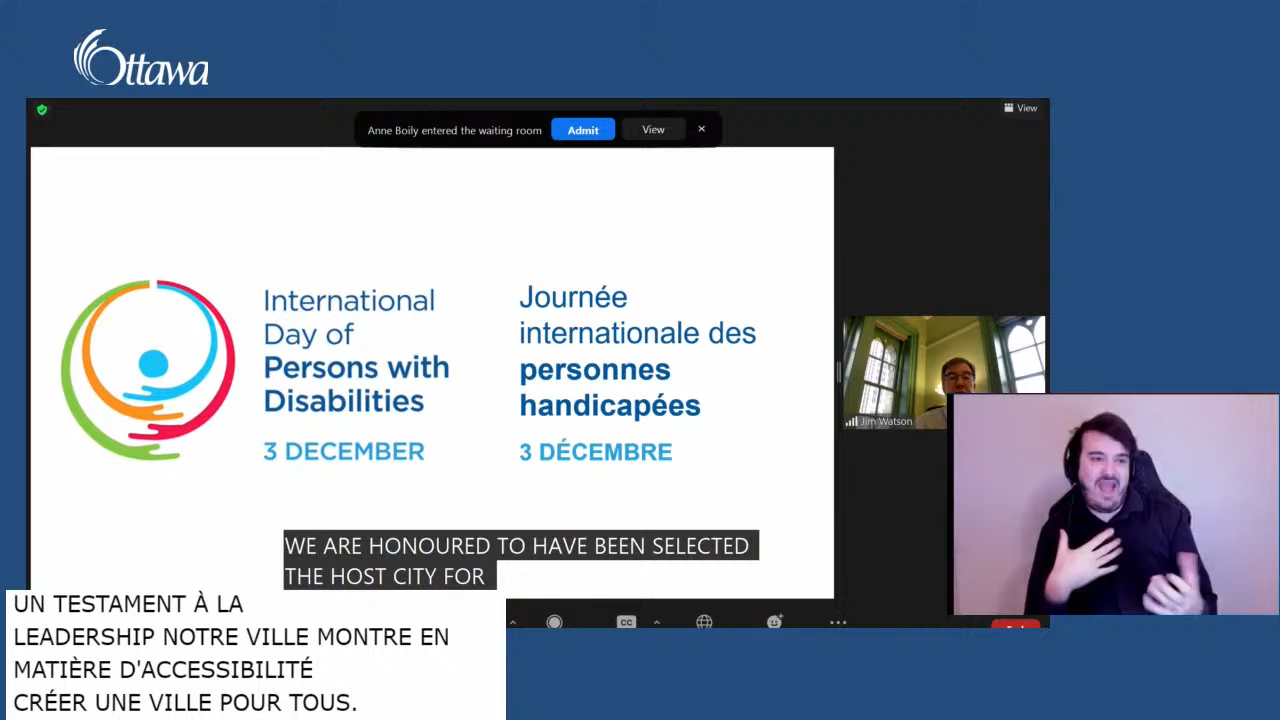 Ottawa
View
Anne Boily entered the waiting room
Admit
View
International
Day of
Persons with
Disabilities
3 DECEMBER
Journée
internationale des
personnes
handicapées
3 DÉCEMBRE
Jim Watson
WE ARE HONOURED TO HAVE BEEN SELECTED
THE HOST CITY FOR
CC
UN TESTAMENT À LA
LEADERSHIP NOTRE VILLE MONTRE EN
MATIÈRE D'ACCESSIBILITÉ
CRÉER UNE VILLE POUR TOUS.